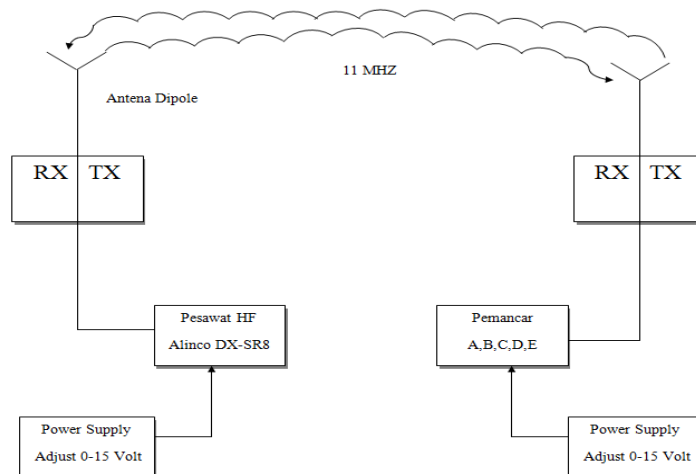 11 MHZ
Antena Dipole
RX TX
RX TX
Pesawat HF
Alinco DX-SR8
Pemancar
A,B,C,D,E
Power Supply
Adjust 0-15 Volt
Power Supply
Adjust 0-15 Volt